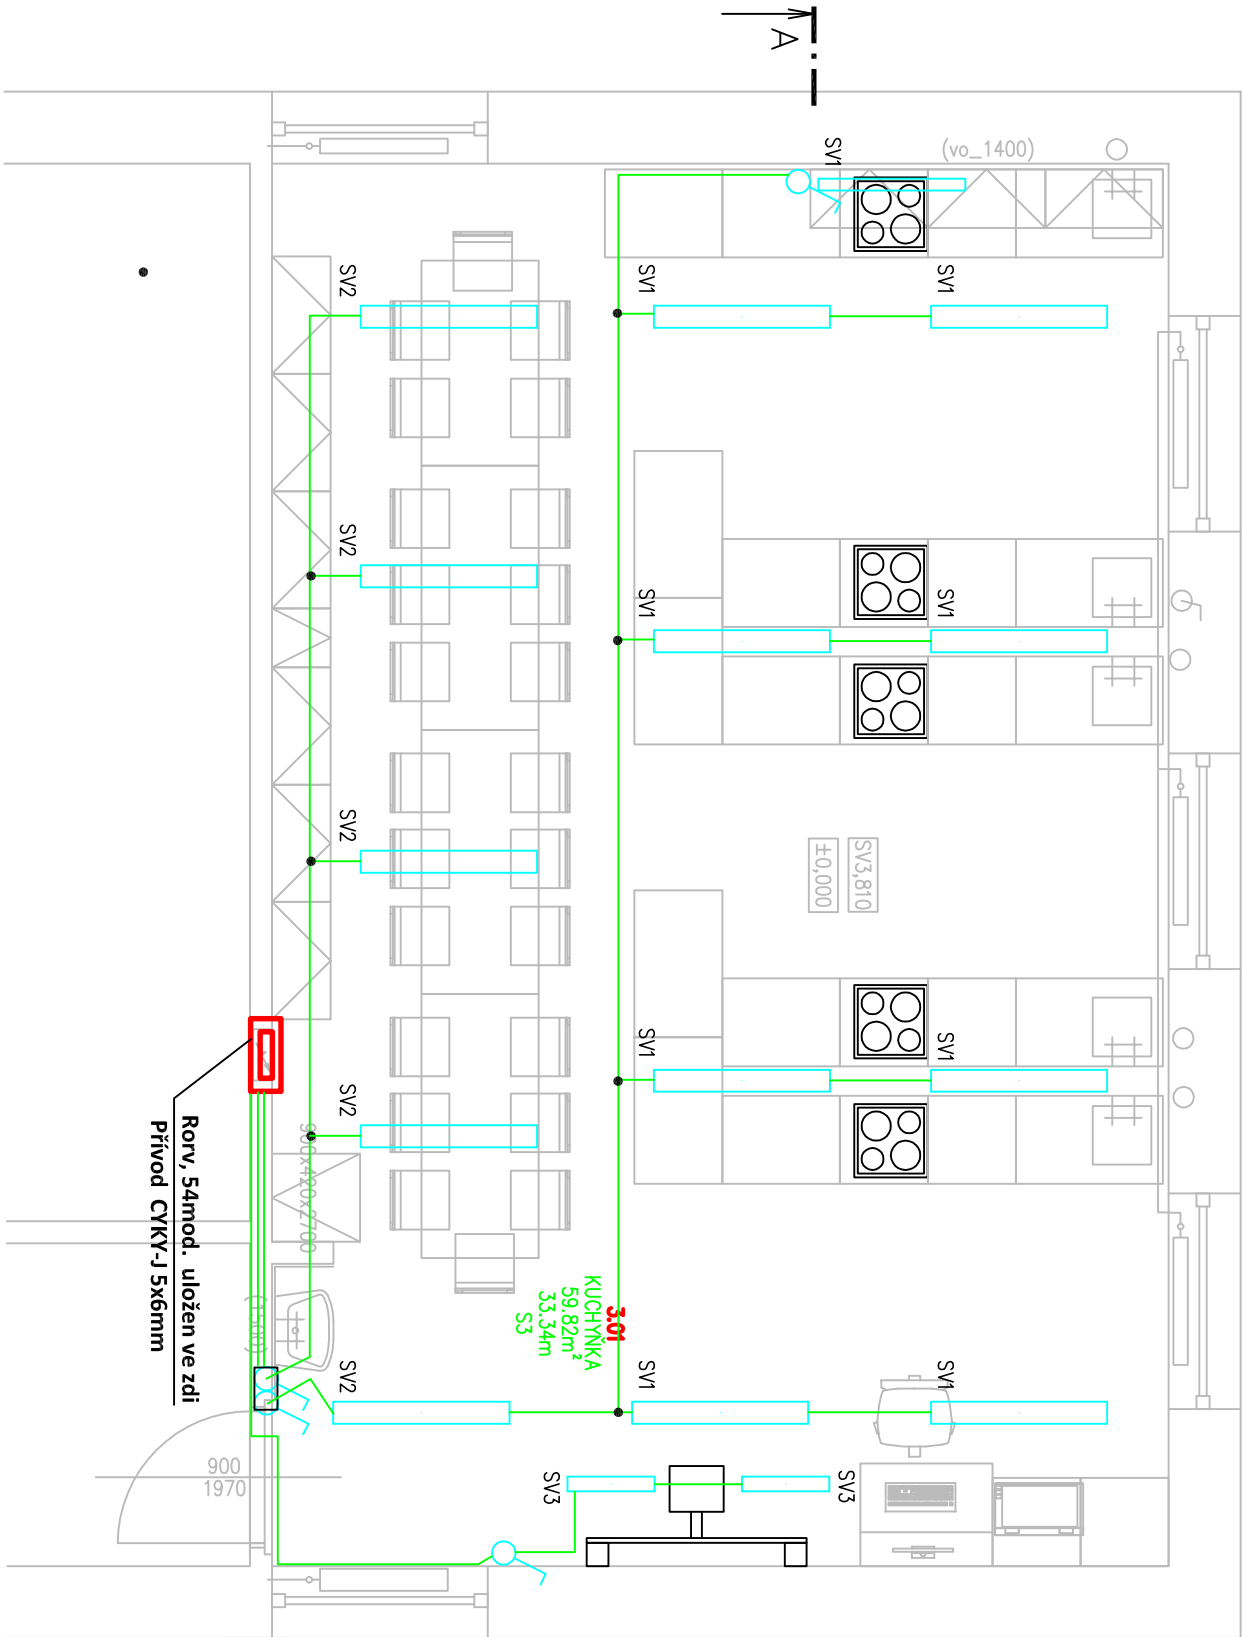 A
(vo_1400)
SV1
SV2
SV1
SV1
SV2
SV1
SV1
SV2
SV3,810
±0,000
SV1
SV1
SV2
900x420x2700
Rorv, 54mod. uložen ve zdi
Přívod CYKY-J 5x6mm
3.01
KUCHYŇKA
59.82m²
33.34m
S3
SV2
SV1
SV1
900
1970
SV3
SV3